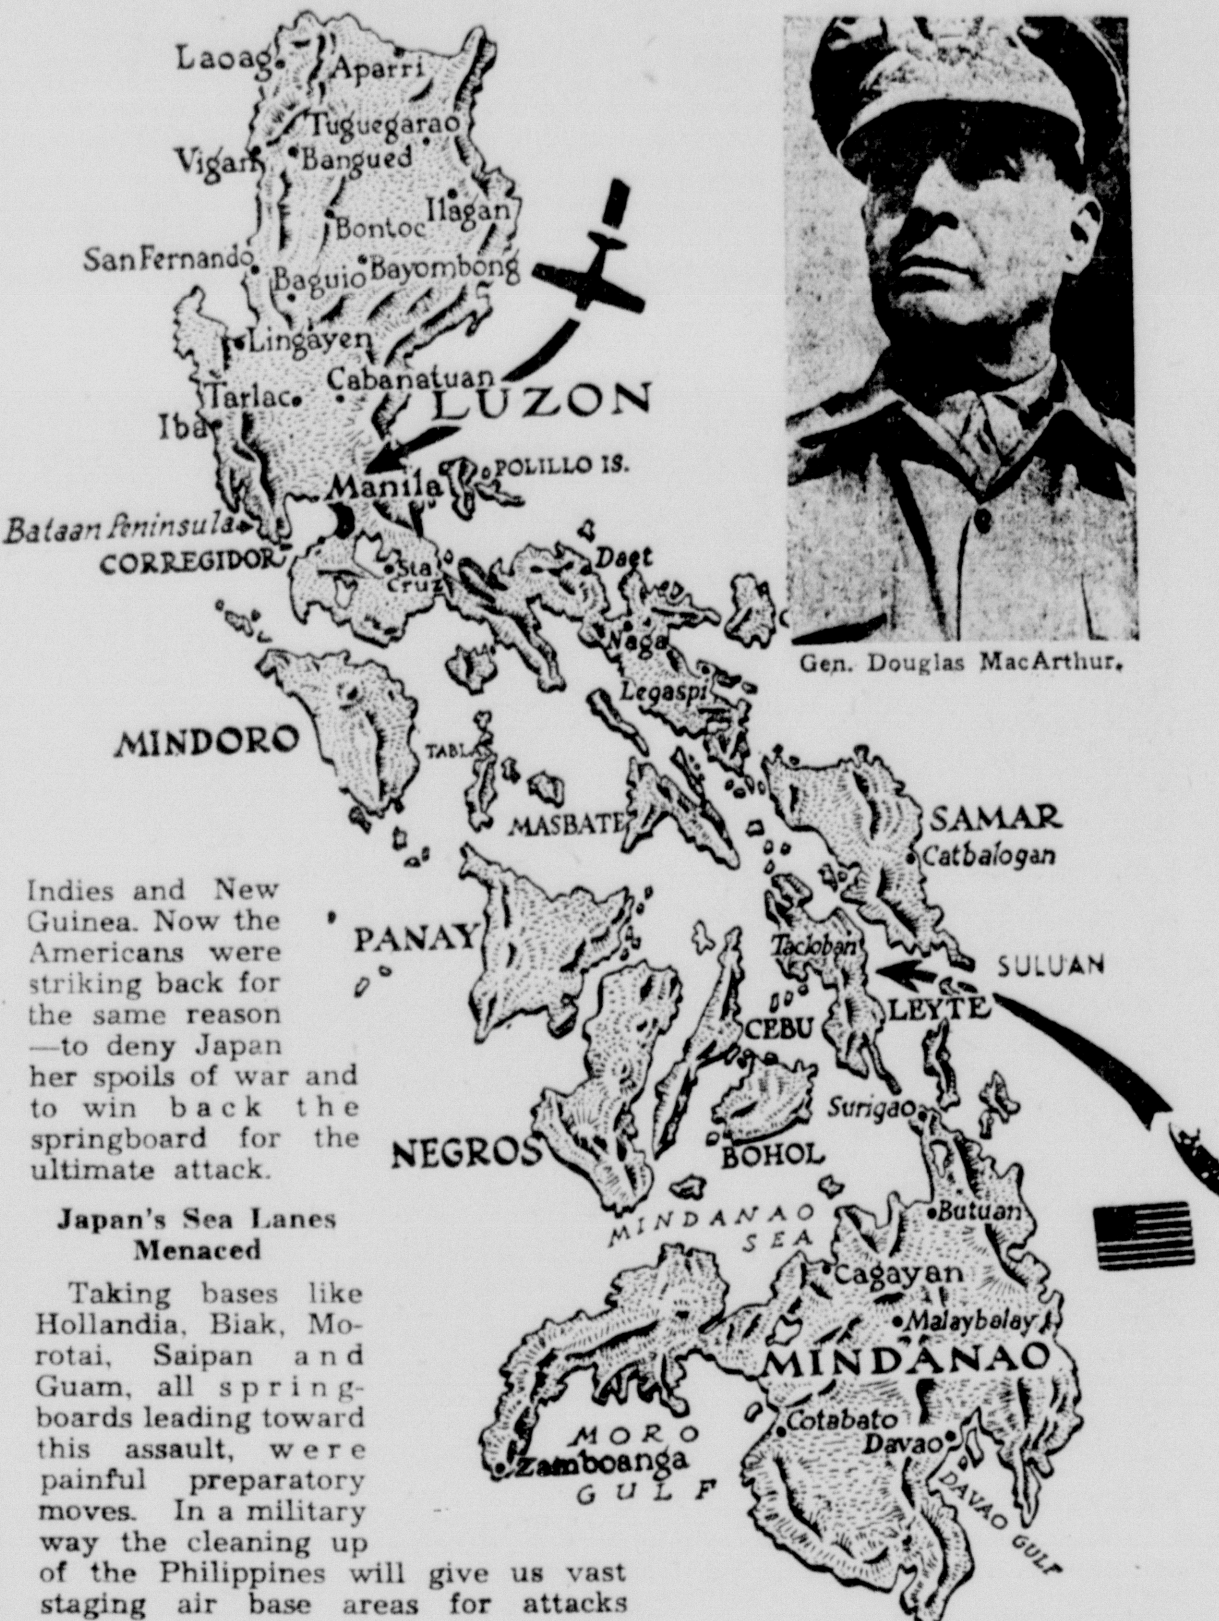 Laoag
Aparri
Tuguegarao
Vigan
Bangued
Ilagan
Bontoc
San Fernando
Baguio
Bayombong
Lingayen
Cabanatuan
LUZON
Tarlac
Iba
POLILLO IS.
Manila
Bataan Peninsula
CORREGIDOR
Sta
Cruz
Daet
Naga
Gen. Douglas MacArthur.
Legaspi
MINDORO
MASBATE
SAMAR
Catbalogan
PANAY
Tacloban
SULUAN
LEYTE
CEBU
Surigao
NEGROS
BOHOL
MINDANAO
SEA
Butuan
Cagayan
Malaybalay
MINDANAO
Cotabato
Davao
MORO
Zamboanga
GULF
DAVAO GULF
Indies and New
Guinea. Now the
Americans were
striking back for
the same reason
—to deny Japan
her spoils of war and
to win back the
springboard for the
ultimate attack.
Japan's Sea Lanes
Menaced
Taking bases like
Hollandia, Biak, Mo-
rotai, Saipan and
Guam, all spring-
boards leading toward
this assault, were
painful preparatory
moves. In a military
way the cleaning up
of the Philippines will give us vast
staging air base areas for attacks